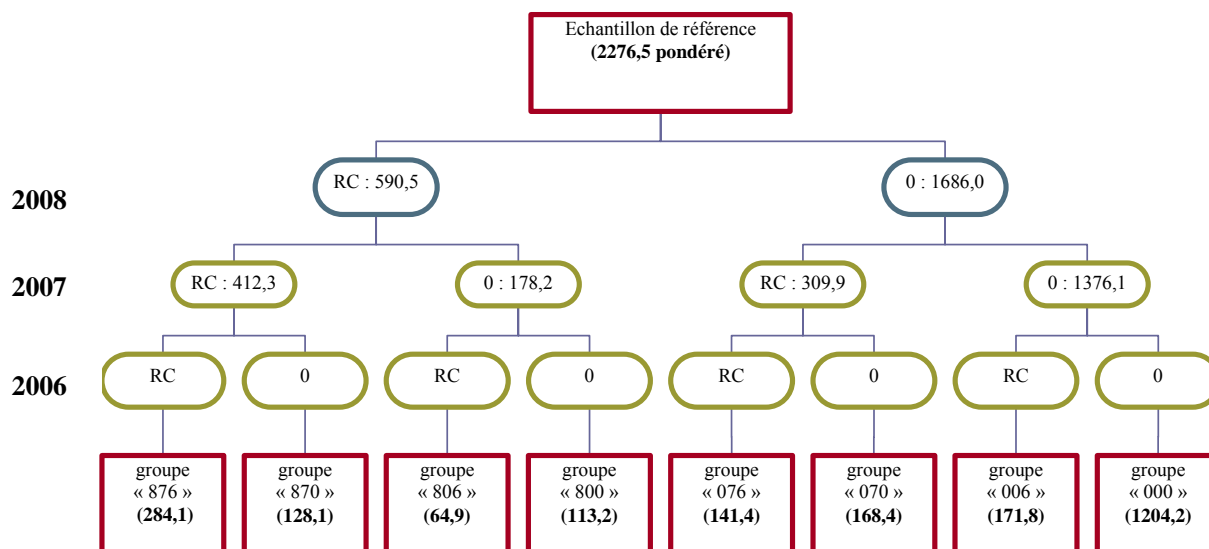 Echantillon de référence
(2276,5 pondéré)
2008
RC : 590,5
0 : 1686,0
2007
RC : 412,3
0 : 178,2
RC : 309,9
0 : 1376,1
2006
RC
0
RC
0
RC
0
RC
0
groupe
« 876 »
(284,1)
groupe
« 870 »
(128,1)
groupe
« 806 »
(64,9)
groupe
« 800 »
(113,2)
groupe
« 076 »
(141,4)
groupe
« 070 »
(168,4)
groupe
« 006 »
(171,8)
groupe
« 000 »
(1204,2)